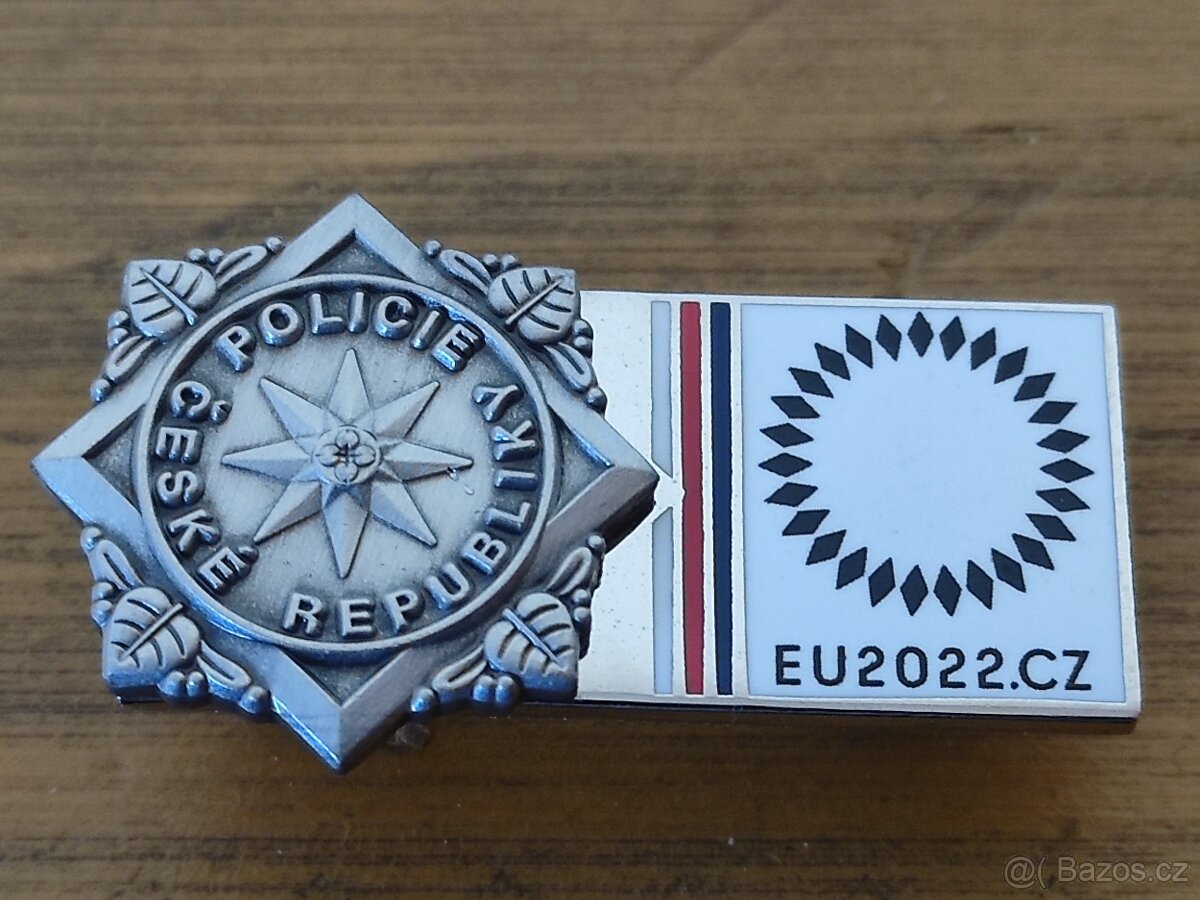 POLICIE
ČESKÉ REPUBLIKY
EU2022.CZ
@( Bazos.cz